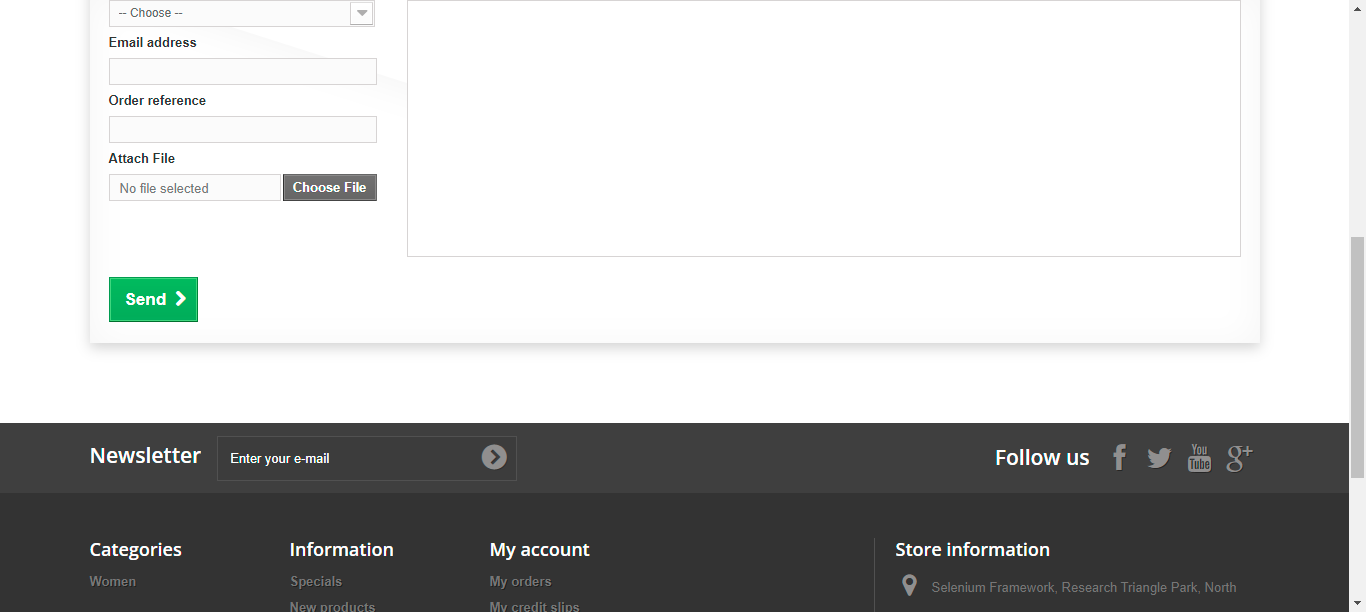 -- Choose --
Email address
Order reference
Attach File
No file selected
Choose File
Send
Newsletter
Enter your e-mail
Follow us
You
Tube
Categories
Women
Information
Specials
New products
My account
My orders
My credit slips
Store information
Selenium Framework, Research Triangle Park, North